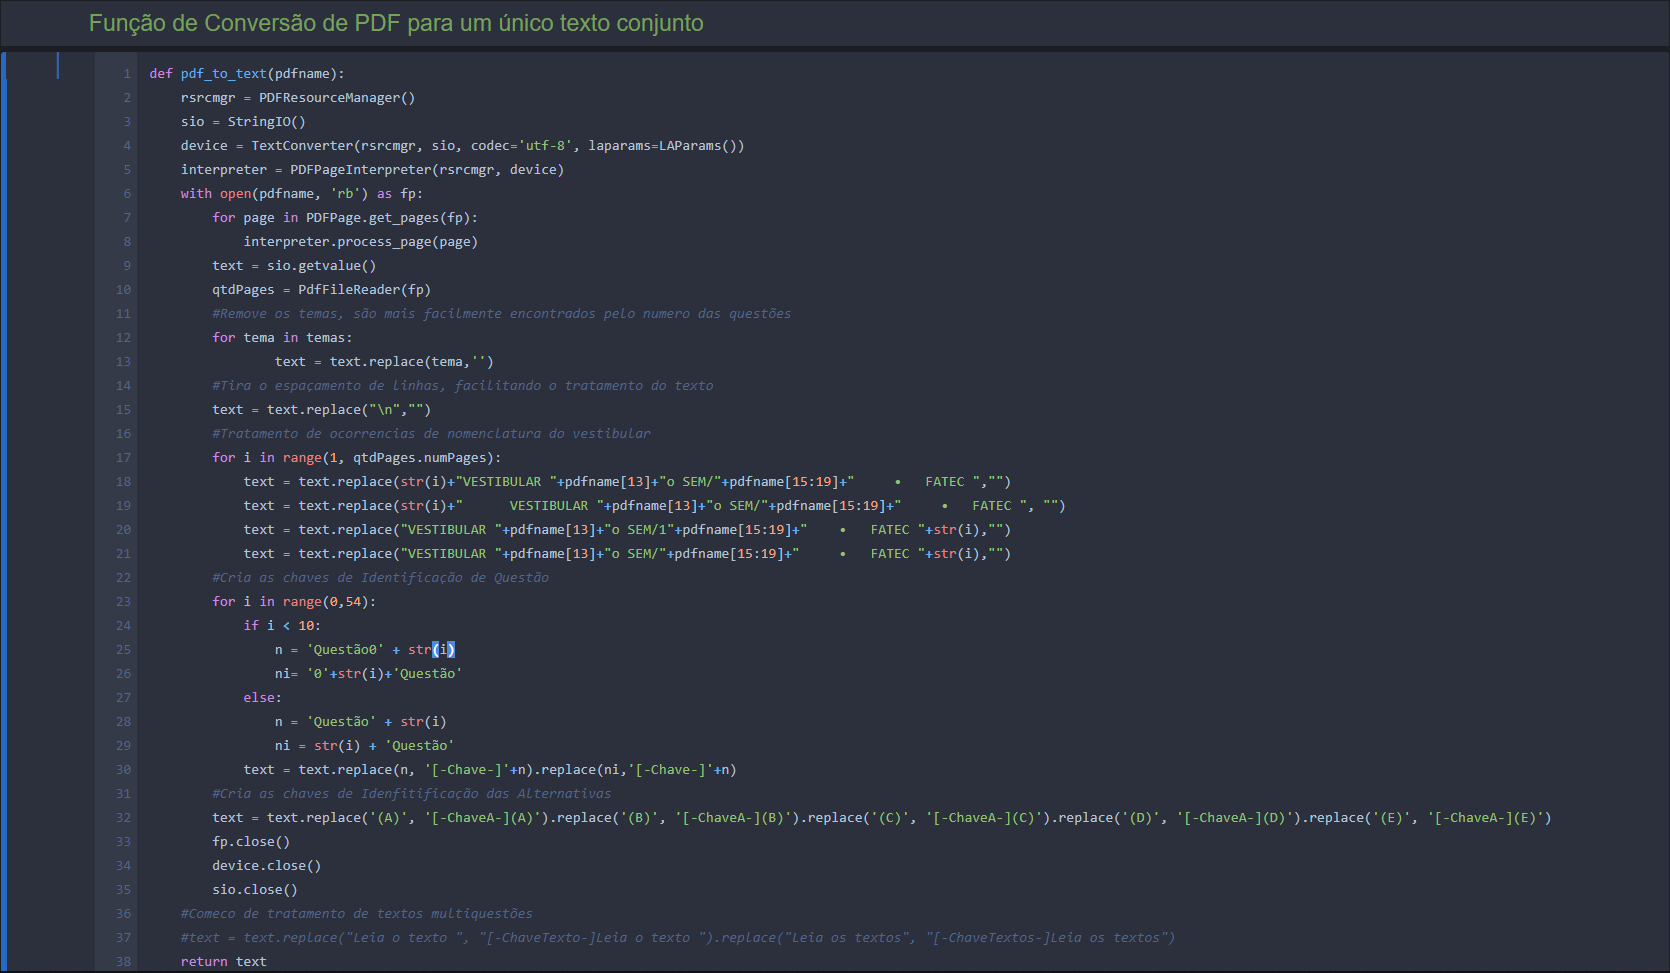 Função de Conversão de PDF para um único texto conjunto
1 def pdf_to_text(pdfname):
2     rsrcmgr = PDFResourceManager()
3     sio = StringIO()
4     device = TextConverter(rsrcmgr, sio, codec='utf-8', laparams=LAParams())
5     interpreter = PDFPageInterpreter(rsrcmgr, device)
6     with open(pdfname, 'rb') as fp:
7         for page in PDFPage.get_pages(fp):
8             interpreter.process_page(page)
9         text = sio.getvalue()
10         qtdPages = PdfFileReader(fp)
11         #Remove os temas, são mais facilmente encontrados pelo numero das questões
12         for tema in temas:
13                 text = text.replace(tema,'')
14         #Tira o espaçamento de linhas, facilitando o tratamento do texto
15         text = text.replace("\n","")
16         #Tratamento de ocorrencias de nomenclatura do vestibular
17         for i in range(1, qtdPages.numPages):
18             text = text.replace(str(i)+"VESTIBULAR "+pdfname[13]+"o SEM/"+pdfname[15:19]+"     •   FATEC ","")
19             text = text.replace(str(i)+"      VESTIBULAR "+pdfname[13]+"o SEM/"+pdfname[15:19]+"     •   FATEC ", "")
20             text = text.replace("VESTIBULAR "+pdfname[13]+"o SEM/1"+pdfname[15:19]+"    •   FATEC "+str(i),"")
21             text = text.replace("VESTIBULAR "+pdfname[13]+"o SEM/"+pdfname[15:19]+"     •   FATEC "+str(i),"")
22         #Cria as chaves de Identificação de Questão
23         for i in range(0,54):
24             if i < 10:
25                 n = 'Questão0' + str(i)
26                 ni= '0'+str(i)+'Questão'
27             else:
28                 n = 'Questão' + str(i)
29                 ni = str(i) + 'Questão'
30             text = text.replace(n, '[-Chave-]'+n).replace(ni,'[-Chave-]'+n)
31         #Cria as chaves de Idenfitificação das Alternativas
32         text = text.replace('(A)', '[-ChaveA-](A)').replace('(B)', '[-ChaveA-](B)').replace('(C)', '[-ChaveA-](C)').replace('(D)', '[-ChaveA-](D)').replace('(E)', '[-ChaveA-](E)')
33         fp.close()
34         device.close()
35         sio.close()
36     #Comeco de tratamento de textos multiquestões
37     #text = text.replace("Leia o texto ", "[-ChaveTexto-]Leia o texto ").replace("Leia os textos", "[-ChaveTextos-]Leia os textos")
38     return text